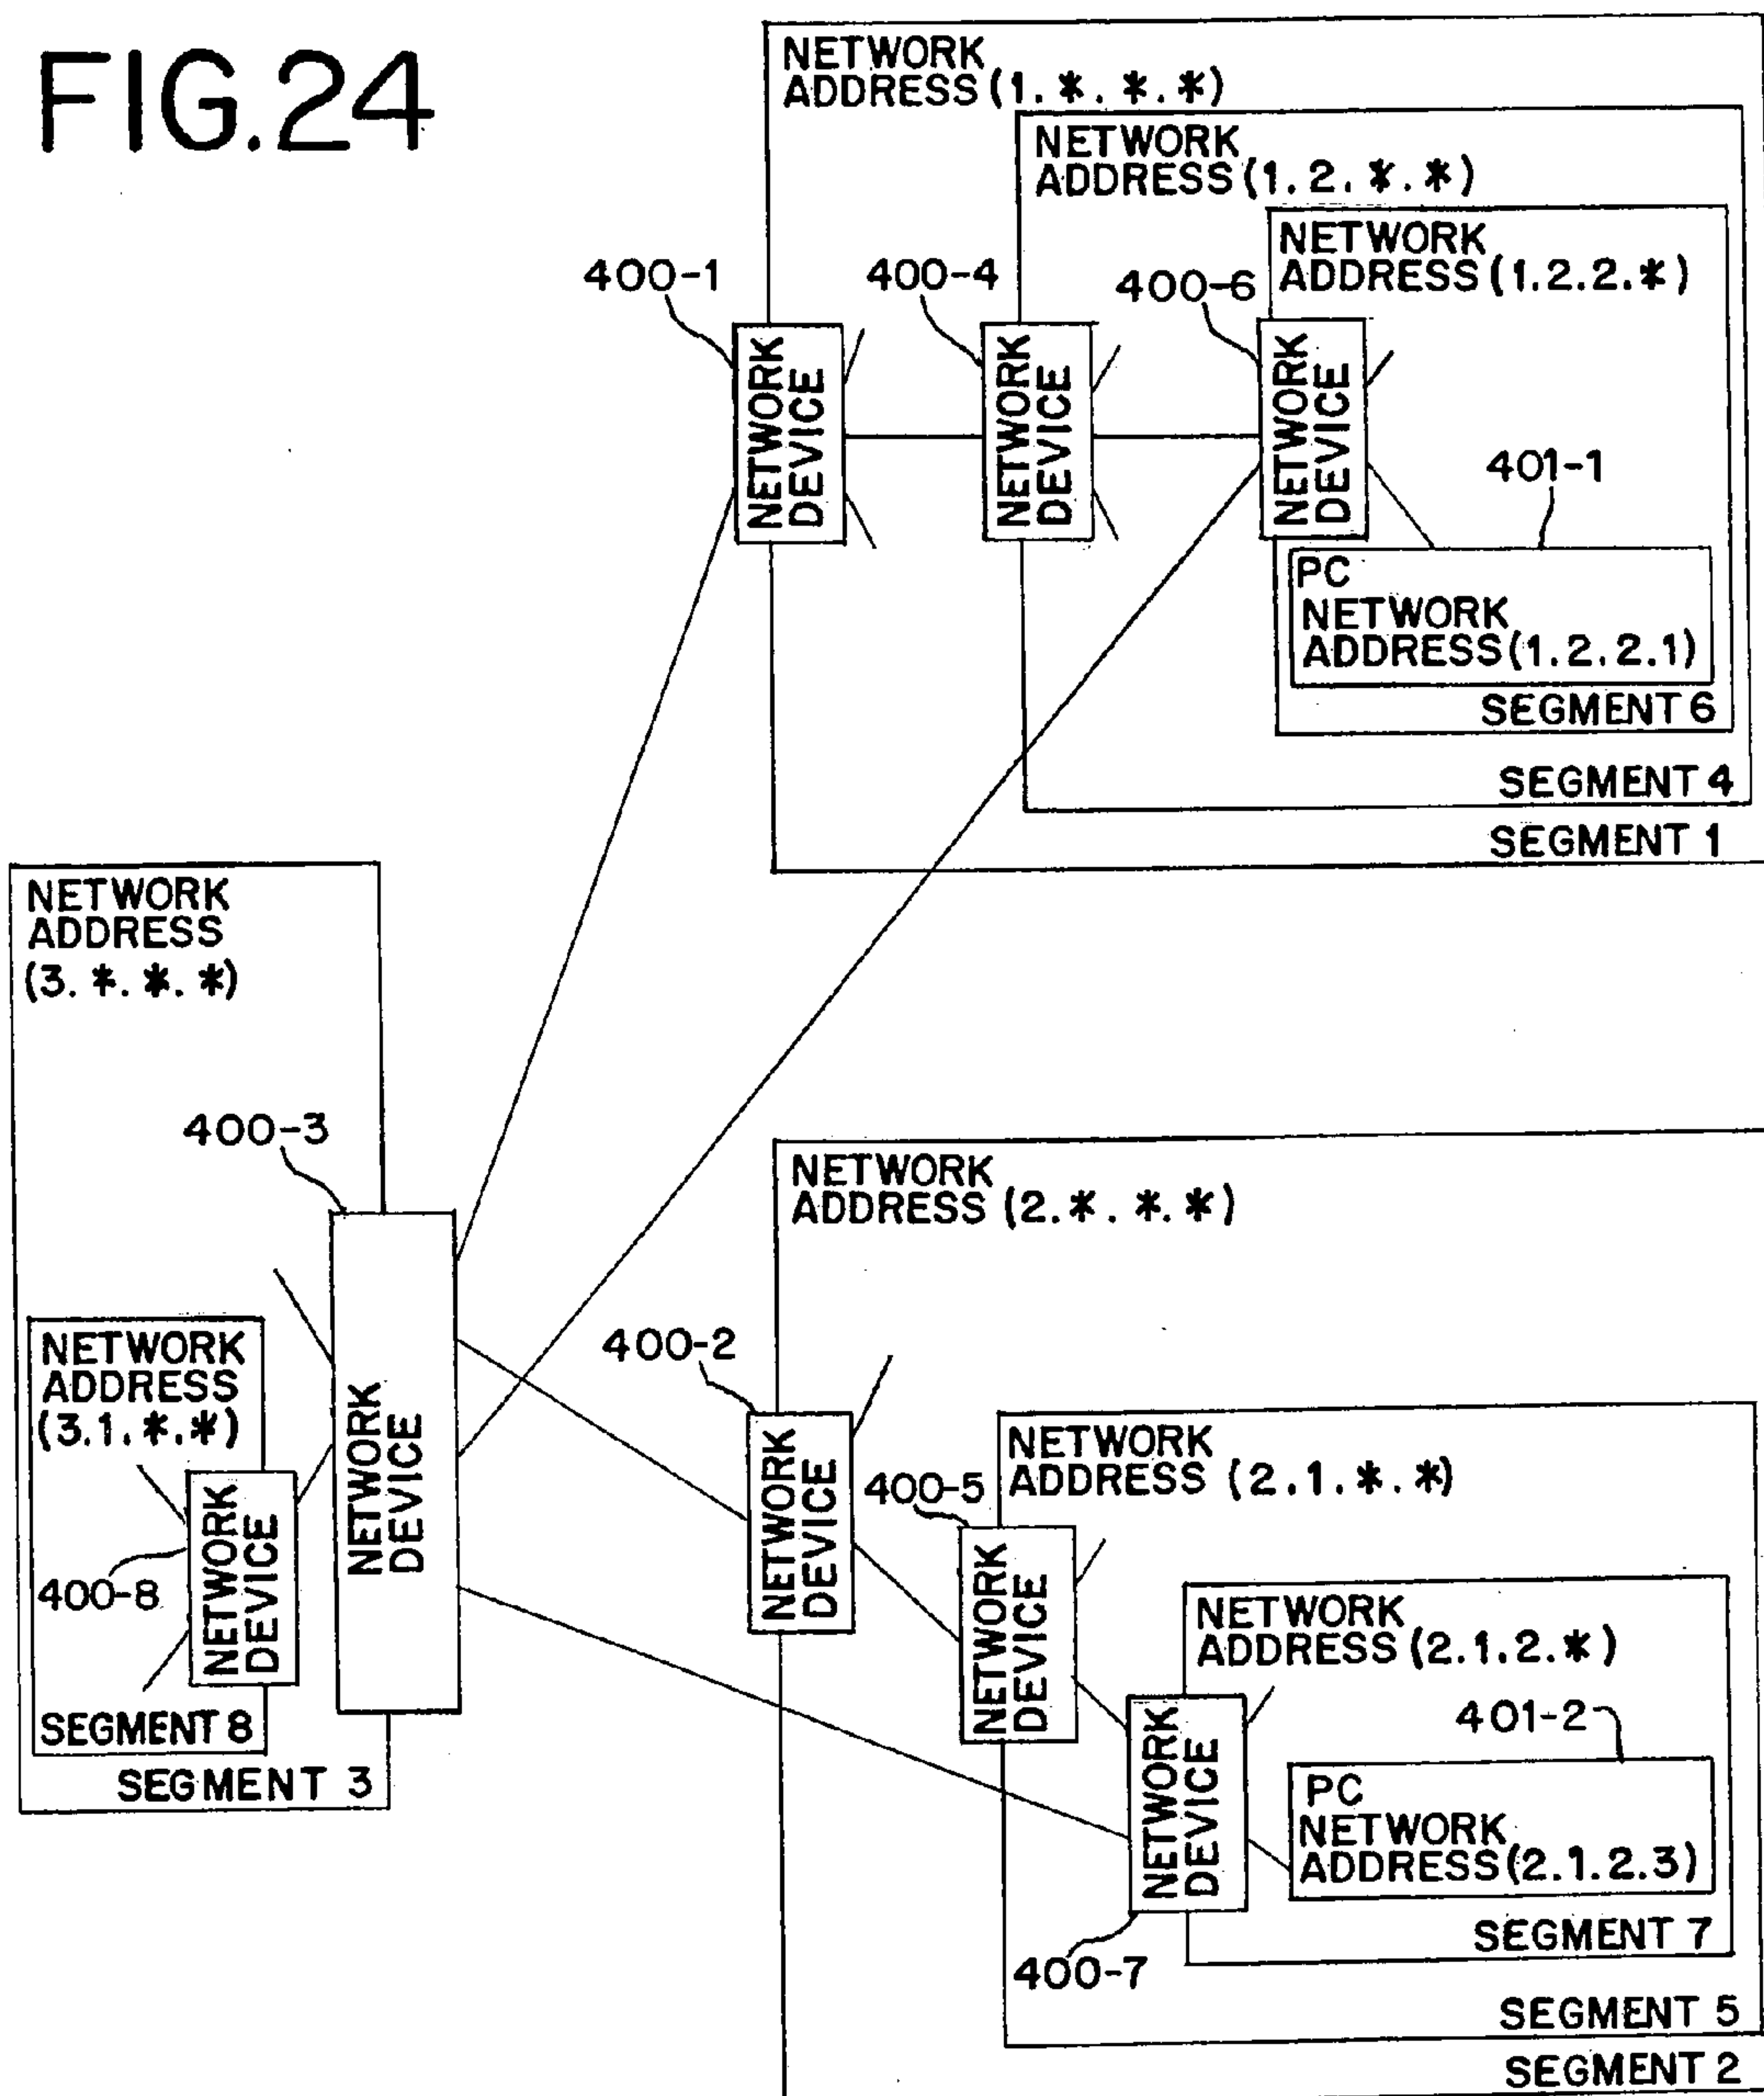 FIG.24
NETWORK
ADDRESS (1.*.*.*)
NETWORK
ADDRESS (1.2.*.*)
NETWORK
ADDRESS (1.2.2.*)
400-1
400-4
400-6
NETWORK
DEVICE
NETWORK
DEVICE
NETWORK
DEVICE
401-1
PC
NETWORK
ADDRESS (1.2.2.1)
SEGMENT 6
SEGMENT 4
SEGMENT 1
NETWORK
ADDRESS
(3.*.*.*)
400-3
NETWORK
DEVICE
NETWORK
ADDRESS
(3.1.*.*)
400-8
NETWORK
DEVICE
SEGMENT 8
SEGMENT 3
NETWORK
ADDRESS (2.*.*.*)
400-2
NETWORK
DEVICE
NETWORK
ADDRESS (2.1.*.*)
400-5
NETWORK
DEVICE
NETWORK
ADDRESS (2.1.2.*)
400-7
NETWORK
DEVICE
401-2
PC
NETWORK
ADDRESS (2.1.2.3)
SEGMENT 7
SEGMENT 5
SEGMENT 2